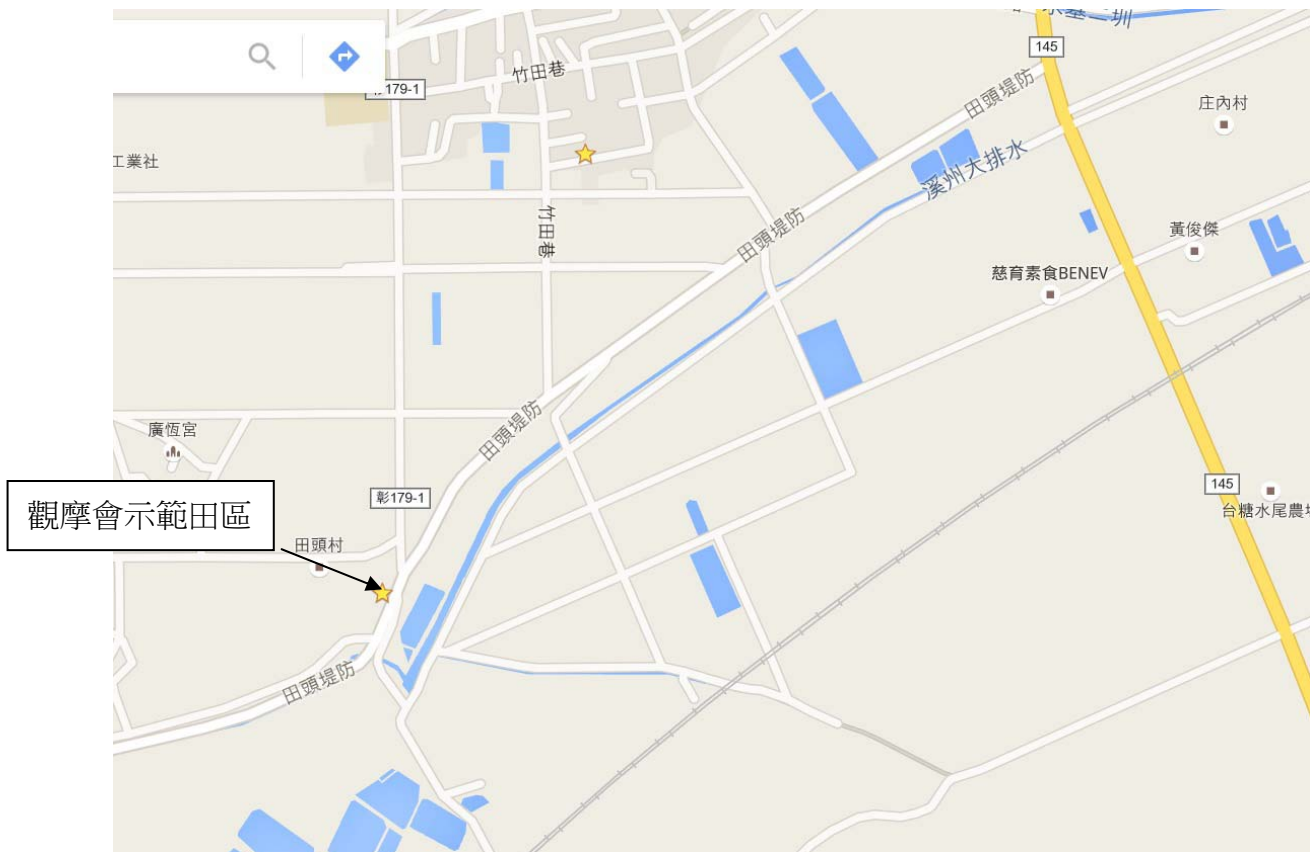 145
竹田巷
179-1
田頭堤防
庄內村
工業社
溪州大排水
竹田巷
田頭堤防
黃俊傑
慈育素食BENEV
田頭堤防
廣恆宮
彰179-1
145
觀摩會示範田區
台糖水尾農
田頭村
田頭堤防